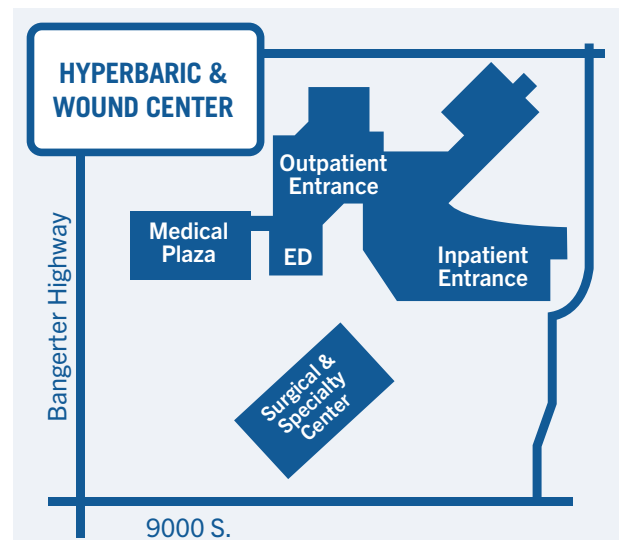 HYPERBARIC &
WOUND CENTER
Outpatient
Entrance
Medical
Plaza
ED
Inpatient
Entrance
Bangerter Highway
Surgical &
Specialty
Center
9000 S.